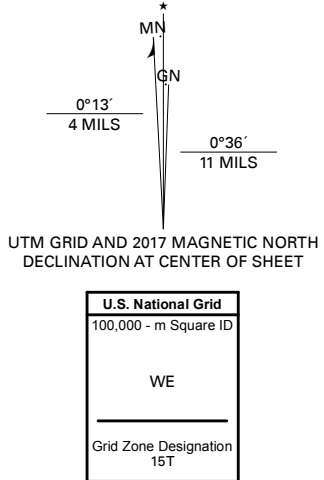 MN
GN
0°13´
4 MILS
0°36´
11 MILS
UTM GRID AND 2017 MAGNETIC NORTH
DECLINATION AT CENTER OF SHEET
U.S. National Grid
100,000 - m Square ID
WE
Grid Zone Designation
15T